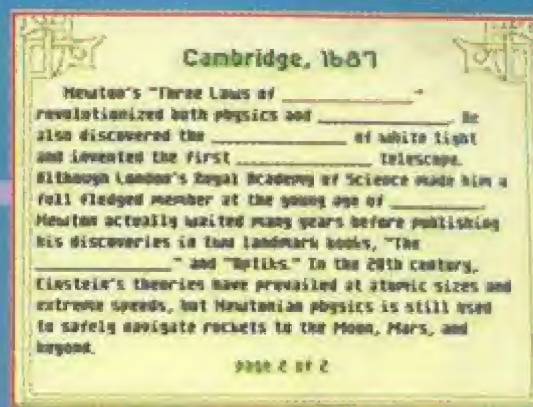 Cambridge, 1687
Newton's "Three Laws of ____________"
revolutionized both physics and ____________. He
also discovered the ____________ of white light
and invented the first ____________ telescope.
Although London's Royal Academy of Science made him a
full fledged member at the young age of ________
Newton actually waited many years before publishing
his discoveries in two landmark books, "The
____________" and "Optiks." In the 20th century,
Einstein's theories have prevailed at atomic sizes and
extreme speeds, but Newtonian physics is still used
to safely navigate rockets to the Moon, Mars, and
beyond.
page 2 of 2